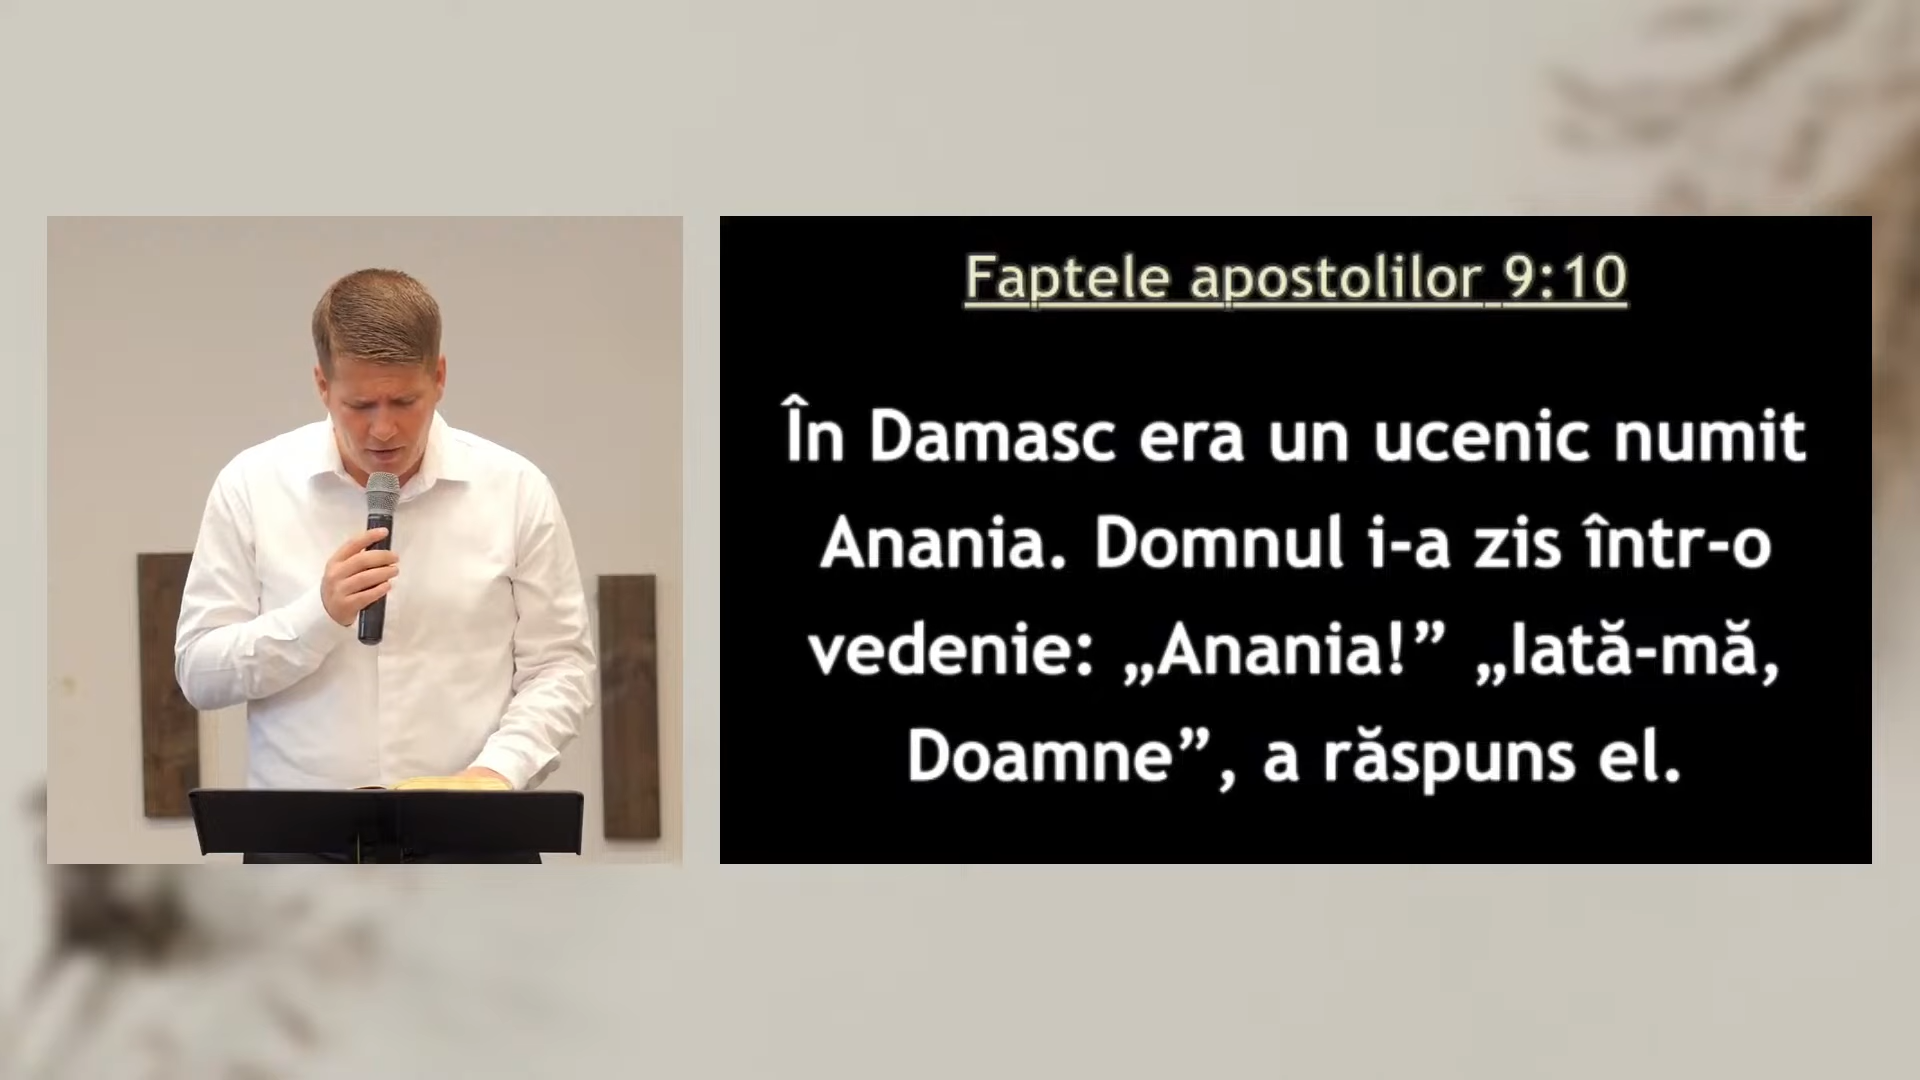 Faptele apostolilor 9:10
În Damasc era un ucenic numit
Anania. Domnul i-a zis într-o
vedenie: „Anania!” „Iată-mă,
Doamne”, a răspuns el.